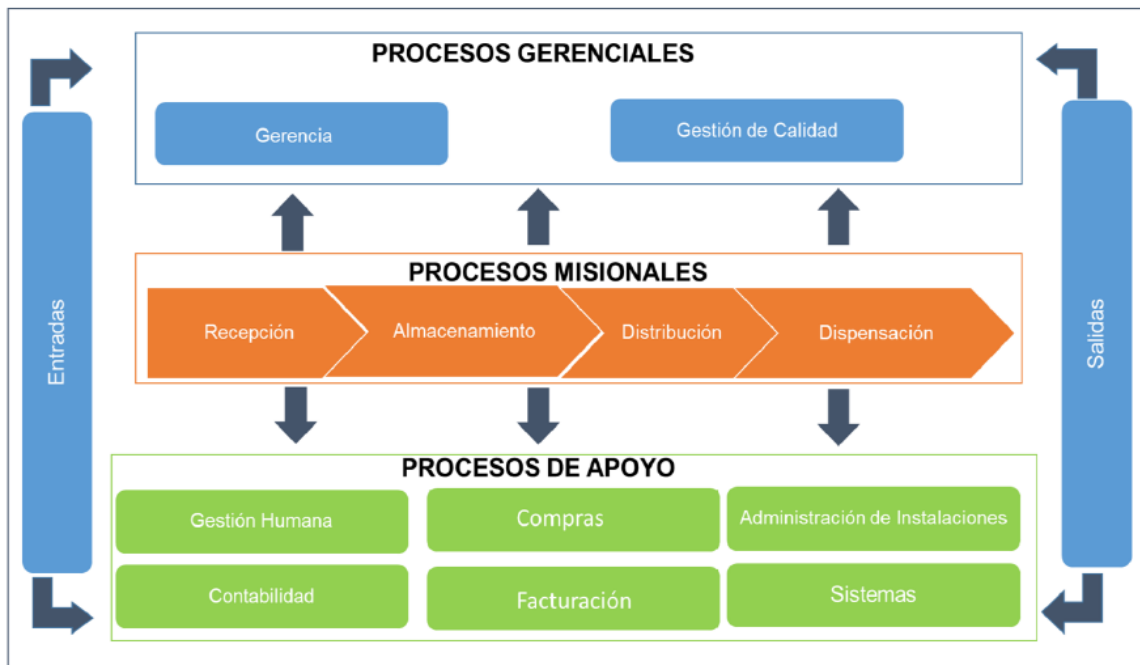 PROCESOS GERENCIALES
Gerencia
Gestión de Calidad
Entradas
PROCESOS MISIONALES
Recepción
Almacenamiento
Distribución
Dispensación
Salidas
PROCESOS DE APOYO
Gestión Humana
Compras
Administración de Instalaciones
Contabilidad
Facturación
Sistemas